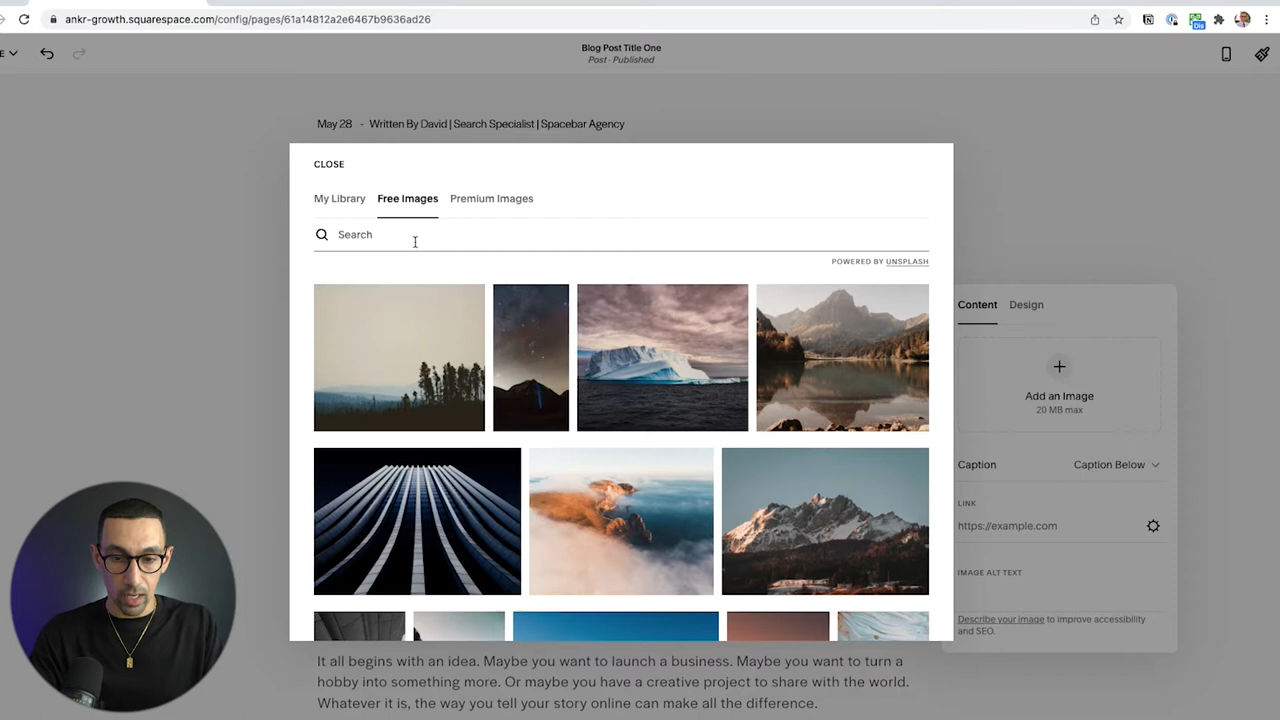 ankr-growth.squarespace.com/config/pages/61a14812a2e6467b9636ad26
Dis
E
Blog Post Title One
Post · Published
May 28 - Written By David | Search Specialist | Spacebar Agency
CLOSE
My Library Free Images Premium Images
Search
POWERED BY UNSPLASH
Content Design
Add an Image
20 MB max
Caption Caption Below
LINK
https://example.com
IMAGE ALT TEXT
Describe your image to improve accessibility
and SEO.
It all begins with an idea. Maybe you want to launch a business. Maybe you want to turn a
hobby into something more. Or maybe you have a creative project to share with the world.
Whatever it is, the way you tell your story online can make all the difference.